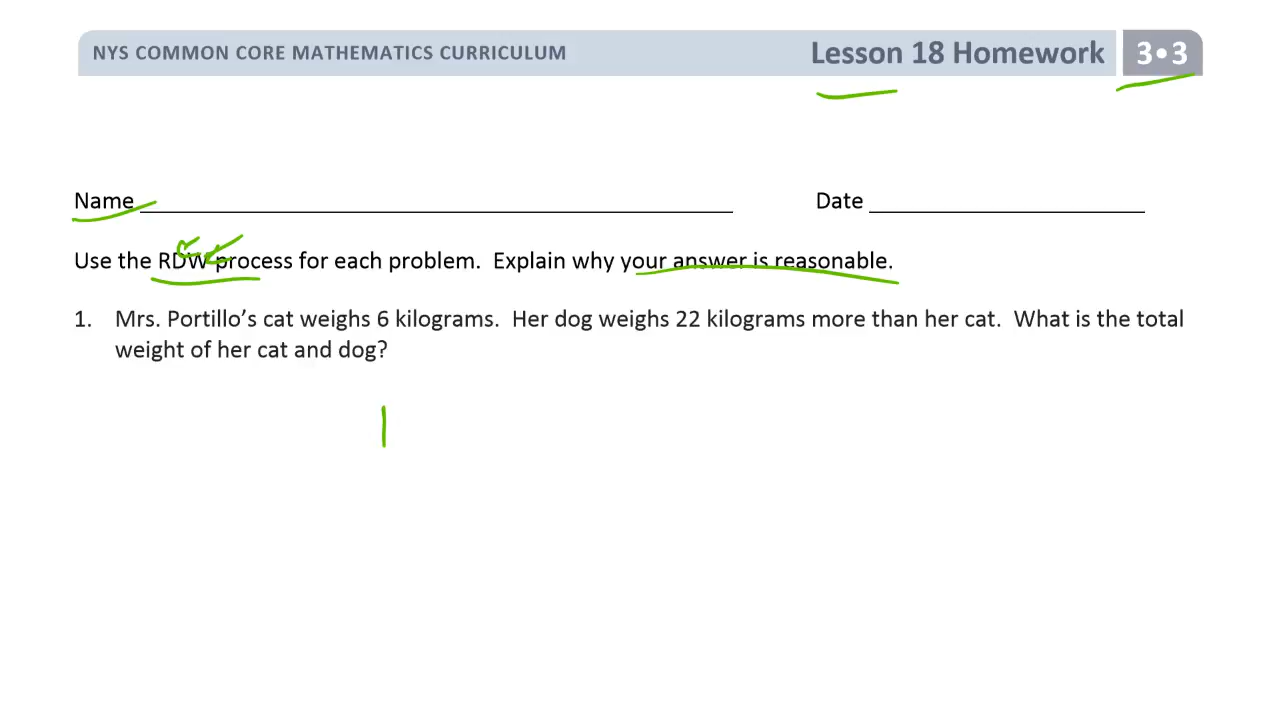 NYS COMMON CORE MATHEMATICS CURRICULUM Lesson 18 Homework 3•3
Name Date
Use the RDW process for each problem. Explain why your answer is reasonable.
1. Mrs. Portillo’s cat weighs 6 kilograms. Her dog weighs 22 kilograms more than her cat. What is the total
weight of her cat and dog?